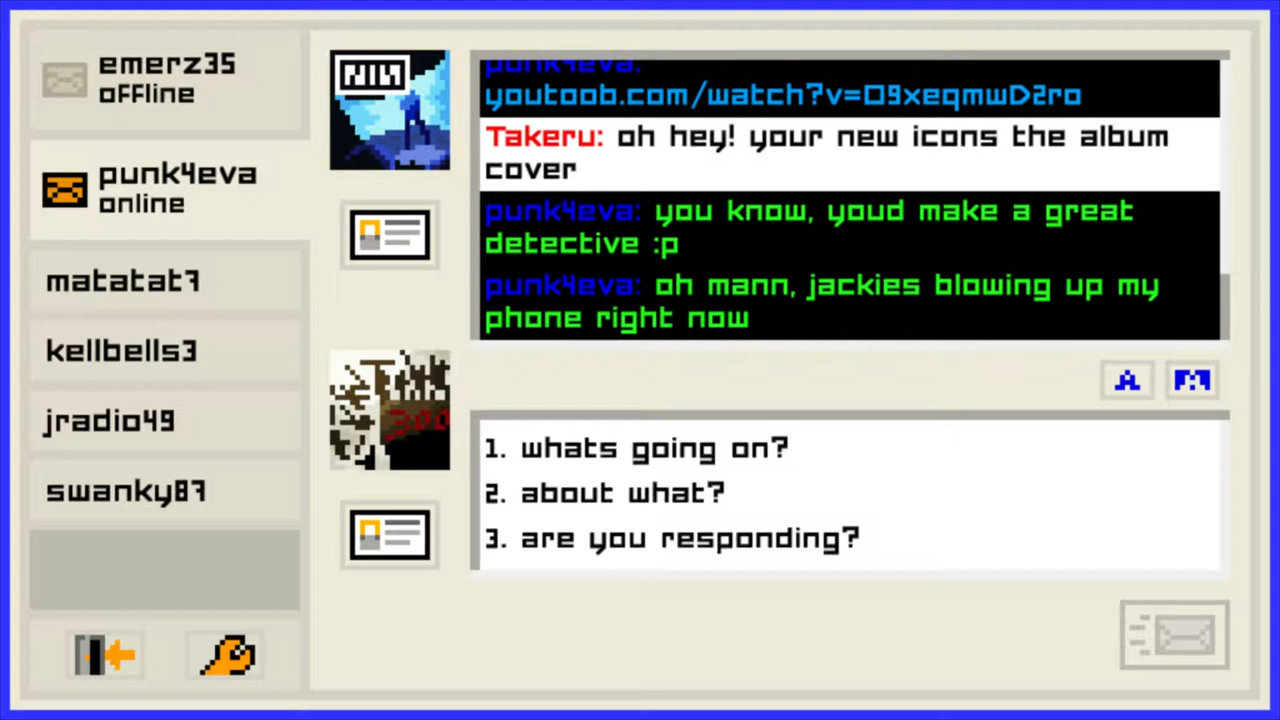 emerz35
offline
punk4eva
online
matatat7
kellbells3
jradio49
swanky87
NIN
punk4eva:
youtoob.com/watch?v=O9xeqmwD2ro
Takeru: oh hey! your new icons the album
cover
punk4eva: you know, youd make a great
detective :p
punk4eva: oh mann, jackies blowing up my
phone right now
A
1. whats going on?
2. about what?
3. are you responding?